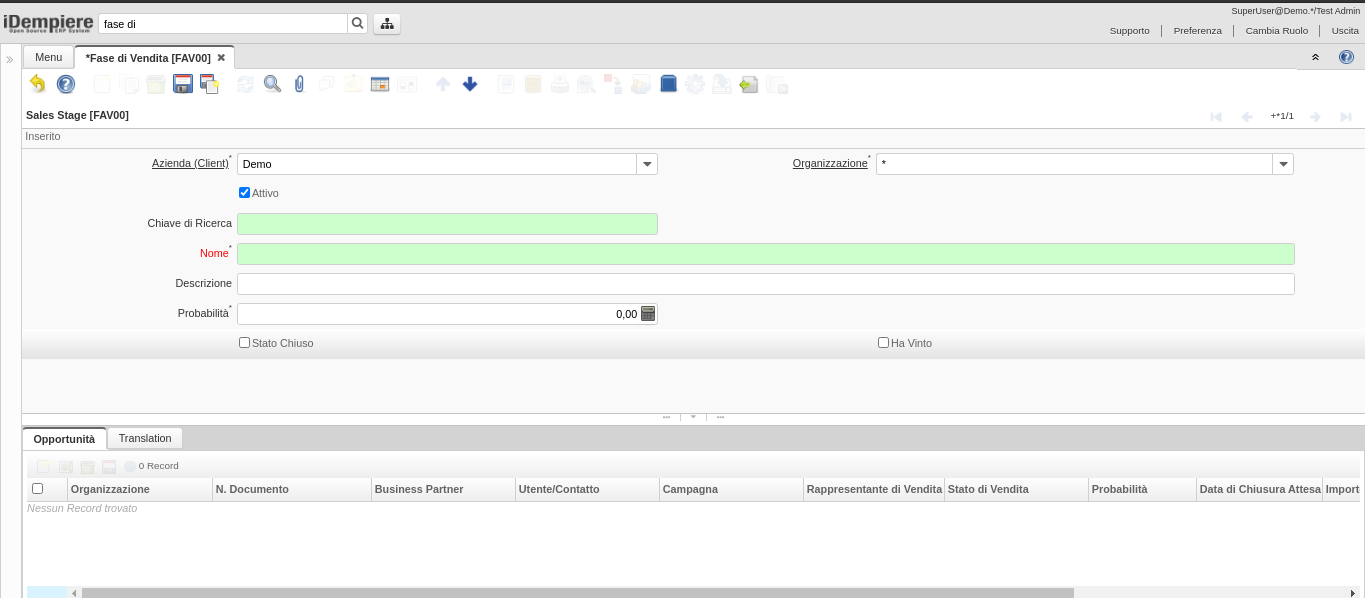 SuperUser@Demo.*/Test Admin
iDempiere
Open Source ERP System
fase di
Supporto Preferenza Cambia Ruolo Uscita
» Menu *Fase di Vendita [FAV00]
Sales Stage [FAV00] +*1/1
Inserito
Azienda (Client)* Demo Organizzazione* *
Attivo
Chiave di Ricerca
Nome*
Descrizione
Probabilità* 0,00
Stato Chiuso Ha Vinto
Opportunità Translation
0 Record
Organizzazione N. Documento Business Partner Utente/Contatto Campagna Rappresentante di Vendita Stato di Vendita Probabilità Data di Chiusura Attesa Import
Nessun Record trovato